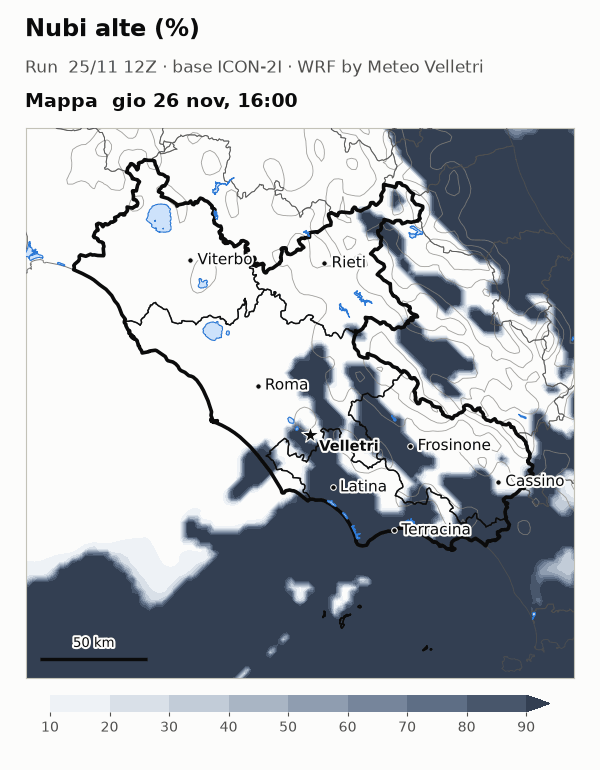 Nubi alte (%)
Run  25/11 12Z · base ICON-2I · WRF by Meteo Velletri
Mappa  gio 26 nov, 16:00
Viterbo
Rieti
Roma
Velletri
Frosinone
Latina
Cassino
Terracina
50 km
10 20 30 40 50 60 70 80 90